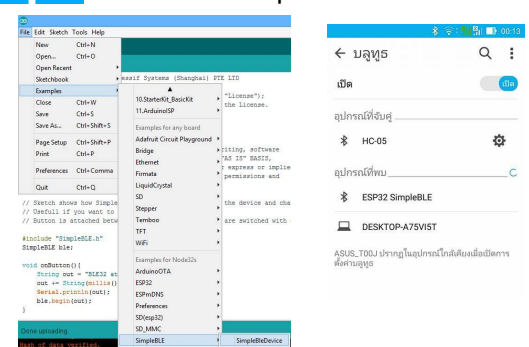 File Edit Sketch Tools Help
New Ctrl+N
Open... Ctrl+O
Open Recent
Sketchbook
Examples
Close Ctrl+W
Save Ctrl+S
Save As... Ctrl+Shift+S
Page Setup Ctrl+Shift+P
Print Ctrl+P
Preferences Ctrl+Comma
Quit Ctrl+Q
10.StarterKit_BasicKit
11.ArduinoISP
Examples for any board
Adafruit Circuit Playground
Bridge
Ethernet
Firmata
LiquidCrystal
SD
Stepper
Temboo
TFT
WiFi
Examples for Node32s
ArduinoOTA
ESP32
ESPmDNS
Preferences
SD(esp32)
SD_MMC
SimpleBLE
SimpleBleDevice
essif Systems (Shanghai) PTE LTD
"License");
the License.
riting, software
"AS IS" BASIS,
express or implie
permissions and
// Sketch shows how Simple
the device and cha
// Usefull if you want to
// Button is attached betw
are switched with
#include "SimpleBLE.h"
SimpleBLE ble;
void onButton(){
String out = "BLE32 at
out += String(millis()
Serial.println(out);
ble.begin(out);
}
Done uploading.
Hash of data verified.
00:13
← บลูทูธ
เปิด
เปิด
อุปกรณ์ที่จับคู่
HC-05
อุปกรณ์ที่พบ
ESP32 SimpleBLE
DESKTOP-A75VI5T
ASUS_T00J ปรากฏในอุปกรณ์ใกล้เคียงเมื่อเปิดการ
ตั้งค่าบลูทูธ